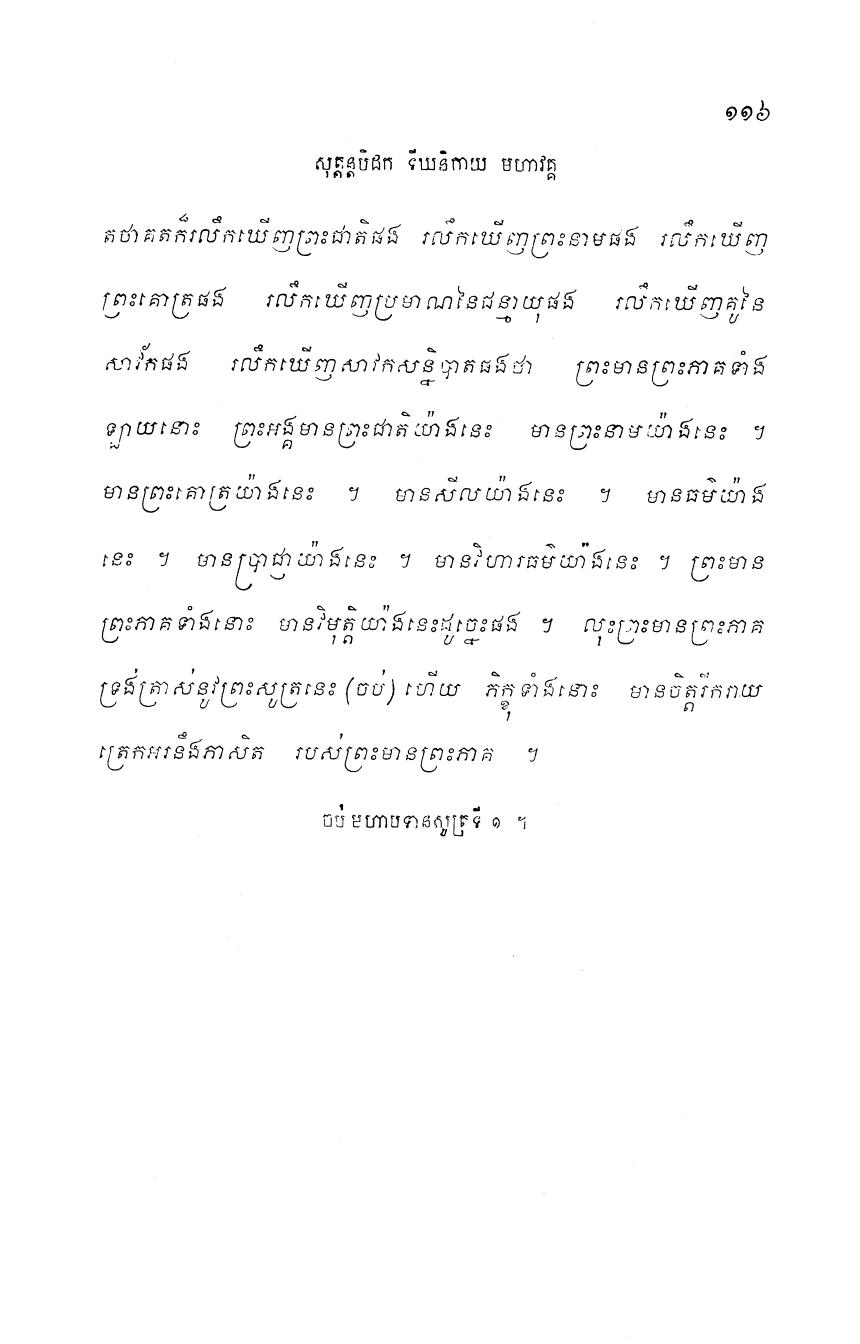 ១១៦
សុត្តន្តបិដក ទីឃនិកាយ មហាវគ្គ
តថាគតក៏រលឹកឃើញព្រះជាតិផង រលឹកឃើញព្រះនាមផង រលឹកឃើញ
ព្រះគោត្រផង រលឹកឃើញប្រមាណនៃជន្មាយុផង រលឹកឃើញគូនៃ
សាវ័កផង រលឹកឃើញសាវកសន្និបាតផងថា ព្រះមានព្រះភាគទាំង
ឡាយនោះ ព្រះអង្គមានព្រះជាតិយ៉ាងនេះ មានព្រះនាមយ៉ាងនេះ ។
មានព្រះគោត្រយ៉ាងនេះ ។ មានសីលយ៉ាងនេះ ។ មានធម៌យ៉ាង
នេះ ។ មានប្រាជ្ញាយ៉ាងនេះ ។ មានវិហារធម៌យ៉ាងនេះ ។ ព្រះមាន
ព្រះភាគទាំងនោះ មានវិមុត្តិយ៉ាងនេះដូច្នេះផង ។ លុះព្រះមានព្រះភាគ
ទ្រង់ត្រាស់នូវព្រះសូត្រនេះ (ចប់) ហើយ ភិក្ខុទាំងនោះ មានចិត្តរីករាយ
ត្រេកអរនឹងភាសិត របស់ព្រះមានព្រះភាគ ។
ចប់ មហាបទានសូត្រទី ១ ។